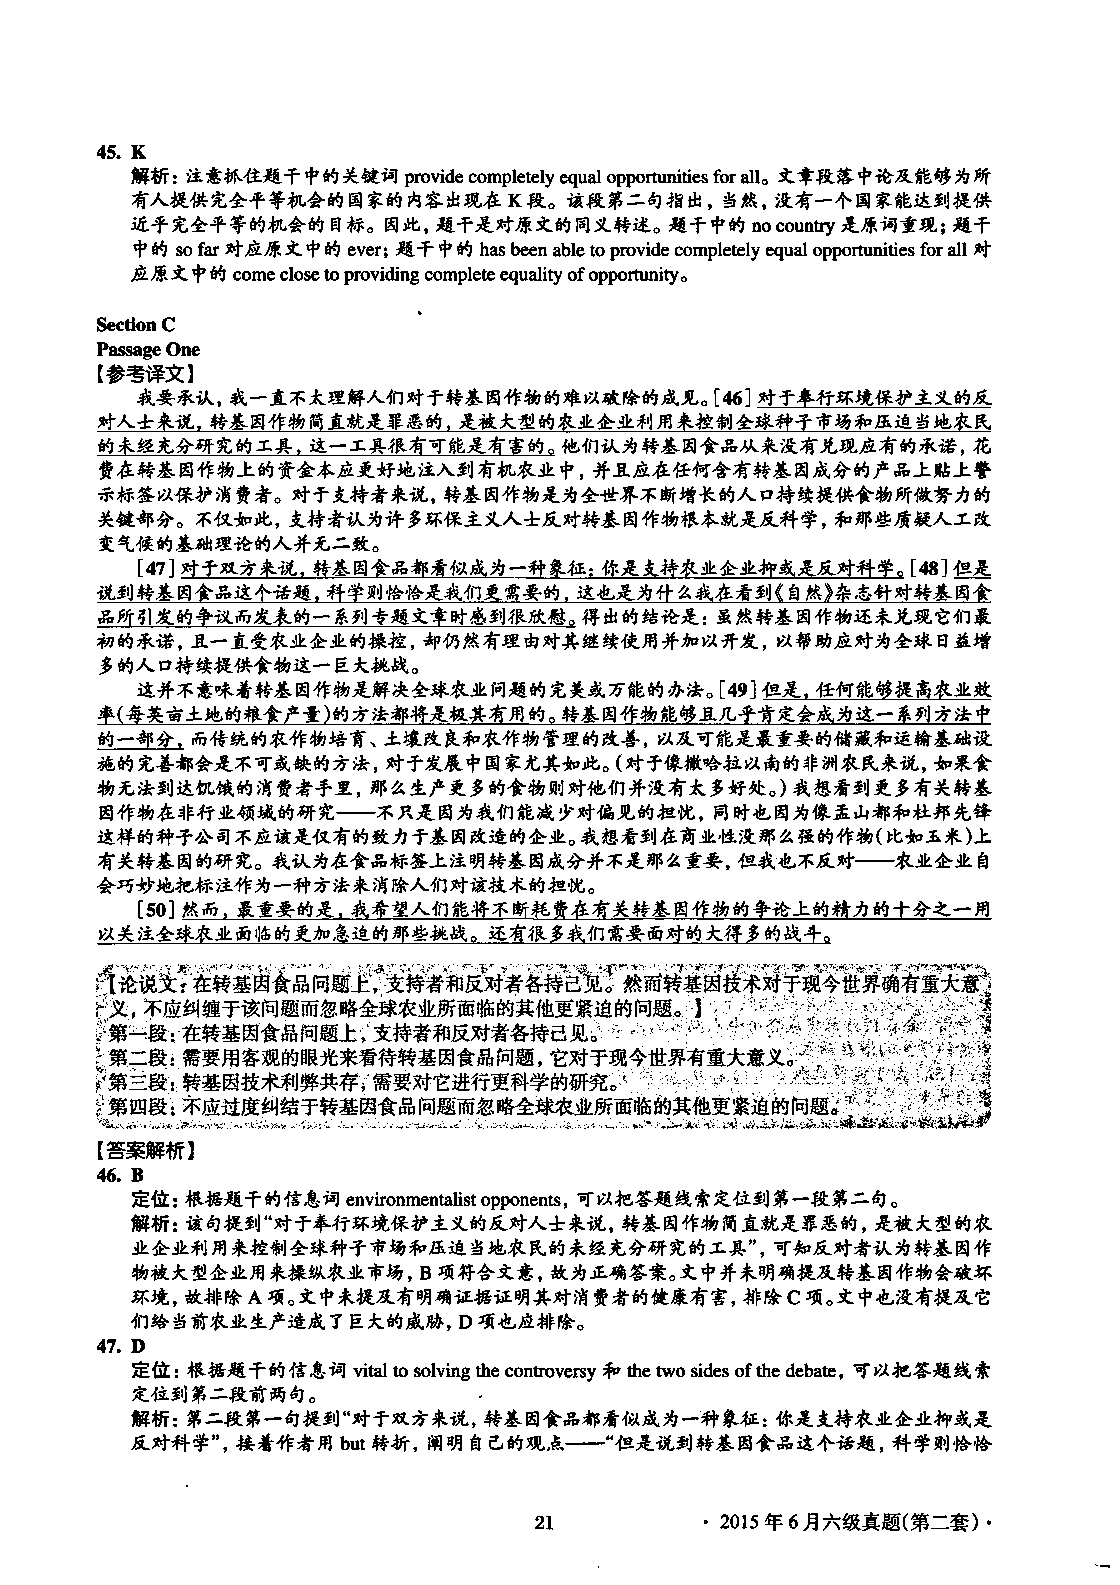 45. K
解析：注意抓住题干中的关键词 provide completely equal opportunities for all。文章段落中论及能够为所
有人提供完全平等机会的国家的内容出现在 K 段。该段第二句指出，当然，没有一个国家能达到提供
近乎完全平等的机会的目标。因此，题干是对原文的同义转述。题干中的 no country 是原词重现；题干
中的 so far 对应原文中的 ever；题干中的 has been able to provide completely equal opportunities for all 对
应原文中的 come close to providing complete equality of opportunity。
Section C
Passage One
【参考译文】
我要承认，我一直不太理解人们对于转基因作物的难以破除的成见。[46]对于奉行环境保护主义的反
对人士来说，转基因作物简直就是罪恶的，是被大型的农业企业利用来控制全球种子市场和压迫当地农民
的未经充分研究的工具，这一工具很有可能是有害的。他们认为转基因食品从来没有兑现应有的承诺，花
费在转基因作物上的资金本应更好地注入到有机农业中，并且应在任何含有转基因成分的产品上贴上警
示标签以保护消费者。对于支持者来说，转基因作物是为全世界不断增长的人口持续提供食物所做努力的
关键部分。不仅如此，支持者认为许多环保主义人士反对转基因作物根本就是反科学，和那些质疑人工改
变气候的基础理论的人并无二致。
[47]对于双方来说，转基因食品都看似成为一种象征：你是支持农业企业抑或是反对科学。[48]但是
说到转基因食品这个话题，科学则恰恰是我们更需要的，这也是为什么我在看到《自然》杂志针对转基因食
品所引发的争议而发表的一系列专题文章时感到很欣慰。得出的结论是：虽然转基因作物还未兑现它们最
初的承诺，且一直受农业企业的操控，却仍然有理由对其继续使用并加以开发，以帮助应对为全球日益增
多的人口持续提供食物这一巨大挑战。
这并不意味着转基因作物是解决全球农业问题的完美或万能的办法。[49]但是，任何能够提高农业效
率(每英亩土地的粮食产量)的方法都将是极其有用的。转基因作物能够且几乎肯定会成为这一系列方法中
的一部分，而传统的农作物培育、土壤改良和农作物管理的改善，以及可能是最重要的储藏和运输基础设
施的完善都会是不可或缺的方法，对于发展中国家尤其如此。(对于像撒哈拉以南的非洲农民来说，如果食
物无法到达饥饿的消费者手里，那么生产更多的食物则对他们并没有太多好处。)我想看到更多有关转基
因作物在非行业领域的研究——不只是因为我们能减少对偏见的担忧，同时也因为像孟山都和杜邦先锋
这样的种子公司不应该是仅有的致力于基因改造的企业。我想看到在商业性没那么强的作物(比如玉米)上
有关转基因的研究。我认为在食品标签上注明转基因成分并不是那么重要，但我也不反对——农业企业自
会巧妙地把标注作为一种方法来消除人们对该技术的担忧。
[50]然而，最重要的是，我希望人们能将不断耗费在有关转基因作物的争论上的精力的十分之一用
以关注全球农业面临的更加急迫的那些挑战。还有很多我们需要面对的大得多的战斗。
【论说文：在转基因食品问题上，支持者和反对者各持己见。然而转基因技术对于现今世界确有重大意
义，不应纠缠于该问题而忽略全球农业所面临的其他更紧迫的问题。】
第一段：在转基因食品问题上，支持者和反对者各持己见。
第二段：需要用客观的眼光来看待转基因食品问题，它对于现今世界有重大意义。
第三段：转基因技术利弊共存，需要对它进行更科学的研究。
第四段：不应过度纠结于转基因食品问题而忽略全球农业所面临的其他更紧迫的问题。
【答案解析】
46. B
定位：根据题干的信息词 environmentalist opponents，可以把答题线索定位到第一段第二句。
解析：该句提到“对于奉行环境保护主义的反对人士来说，转基因作物简直就是罪恶的，是被大型的农
业企业利用来控制全球种子市场和压迫当地农民的未经充分研究的工具”，可知反对者认为转基因作
物被大型企业用来操纵农业市场，B 项符合文意，故为正确答案。文中并未明确提及转基因作物会破坏
环境，故排除 A 项。文中未提及有明确证据证明其对消费者的健康有害，排除 C 项。文中也没有提及它
们给当前农业生产造成了巨大的威胁，D 项也应排除。
47. D
定位：根据题干的信息词 vital to solving the controversy 和 the two sides of the debate，可以把答题线索
定位到第二段前两句。
解析：第二段第一句提到“对于双方来说，转基因食品都看似成为一种象征：你是支持农业企业抑或是
反对科学”，接着作者用 but 转折，阐明自己的观点——“但是说到转基因食品这个话题，科学则恰恰
21
·2015 年 6 月六级真题(第二套)·